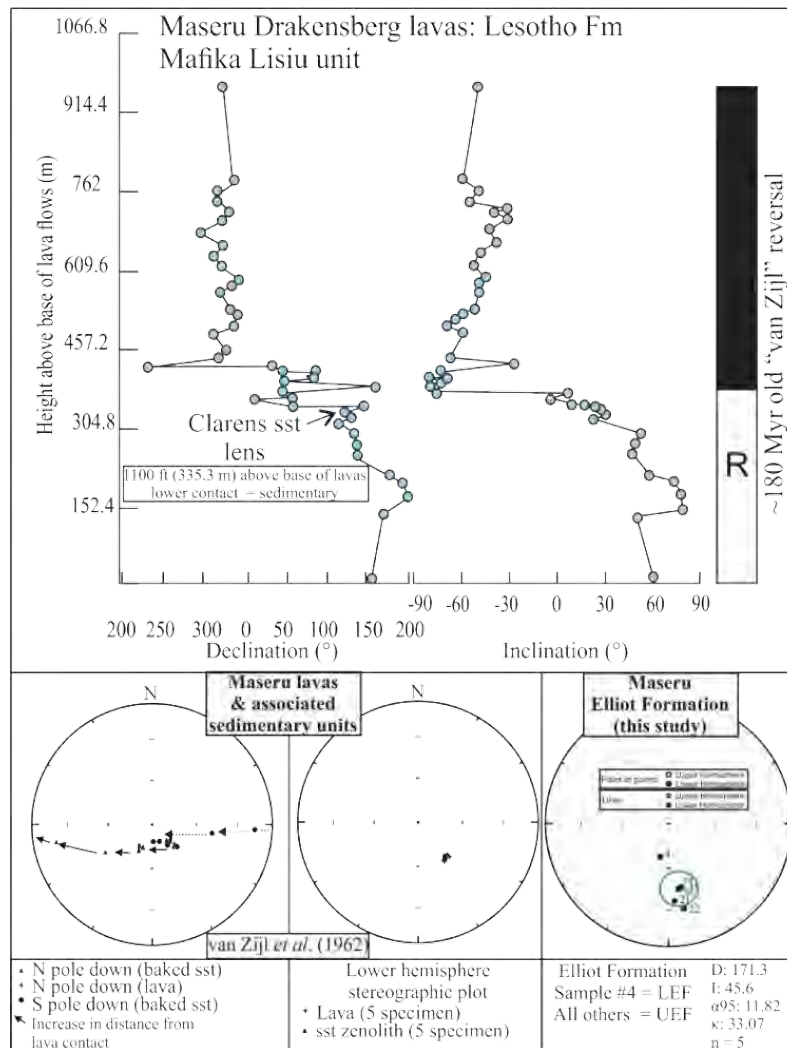 Maseru Drakensberg lavas: Lesotho Fm
Mafika Lisiu unit
1066.8
914.4
762
609.6
457.2
304.8
152.4
Height above base of lava flows (m)
Clarens sst
lens
1100 ft (335.3 m) above base of lavas
lower contact = sedimentary
R
~180 Myr old “van Zijl” reversal
200 250 300 0 50 100 150 200
Declination (°)
-90 -60 -30 0 30 60 90
Inclination (°)
N
Maseru lavas
& associated
sedimentary units
N
Maseru
Elliot Formation
(this study)
van Zijl et al. (1962)
N pole down (baked sst)
N pole down (lava)
S pole down (baked sst)
Increase in distance from
lava contact
Lower hemisphere
stereographic plot
Lava (5 specimen)
sst zenolith (5 specimen)
Elliot Formation
Sample #4 = LEF
All others = UEF
D: 171.3
I: 45.6
α95: 11.82
κ: 33.07
n = 5